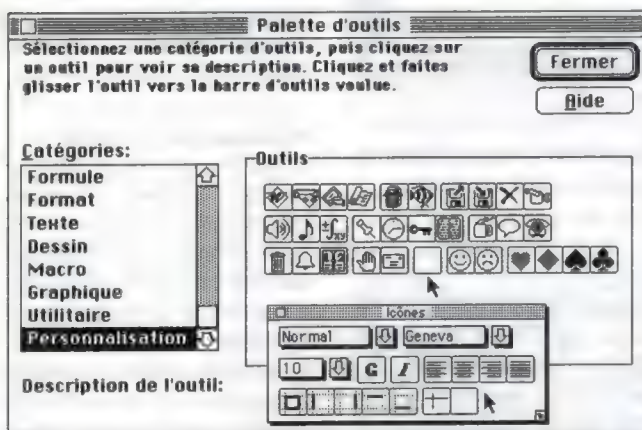 Palette d'outils
Sélectionnez une catégorie d'outils, puis cliquez sur
un outil pour voir sa description. Cliquez et faites
glisser l'outil vers la barre d'outils voulue.
Fermer
Aide
Catégories:
Formule
Format
Texte
Dessin
Macro
Graphique
Utilitaire
Personnalisation
Outils
Icônes
Normal
Geneva
10
G
I
Description de l'outil: